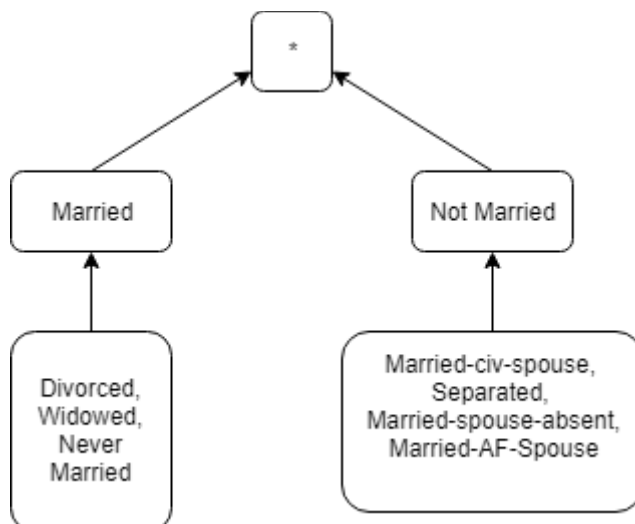 *
Married
Not Married
Divorced,
Widowed,
Never
Married
Married-civ-spouse,
Separated,
Married-spouse-absent,
Married-AF-Spouse